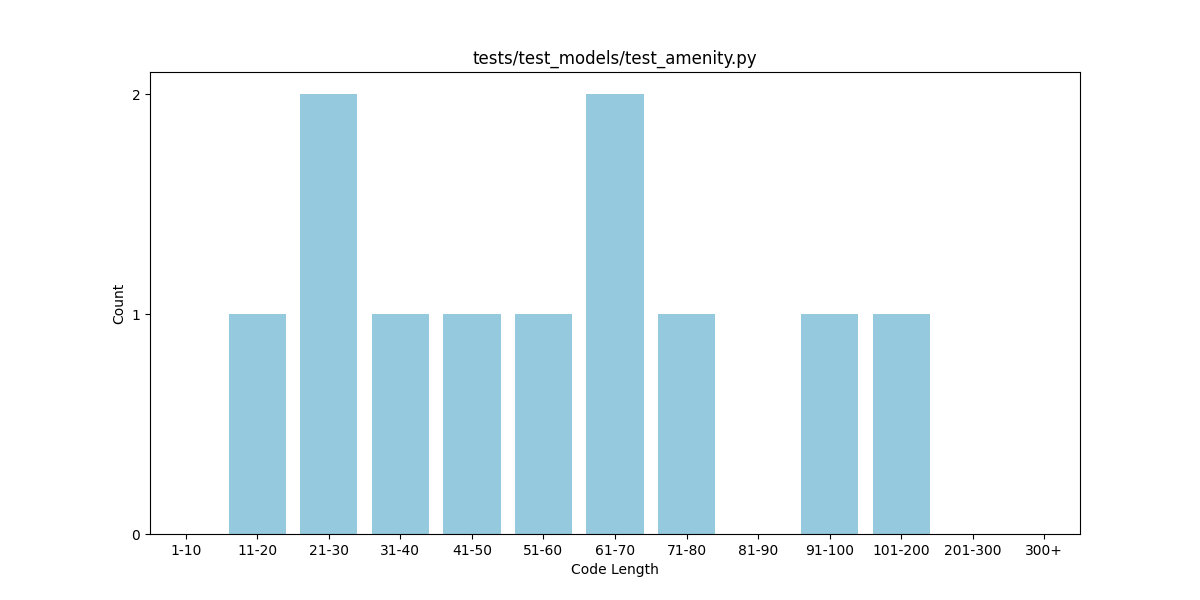 tests/test_models/test_amenity.py
2
1
0
Count
1-10 11-20 21-30 31-40 41-50 51-60 61-70 71-80 81-90 91-100 101-200 201-300 300+
Code Length